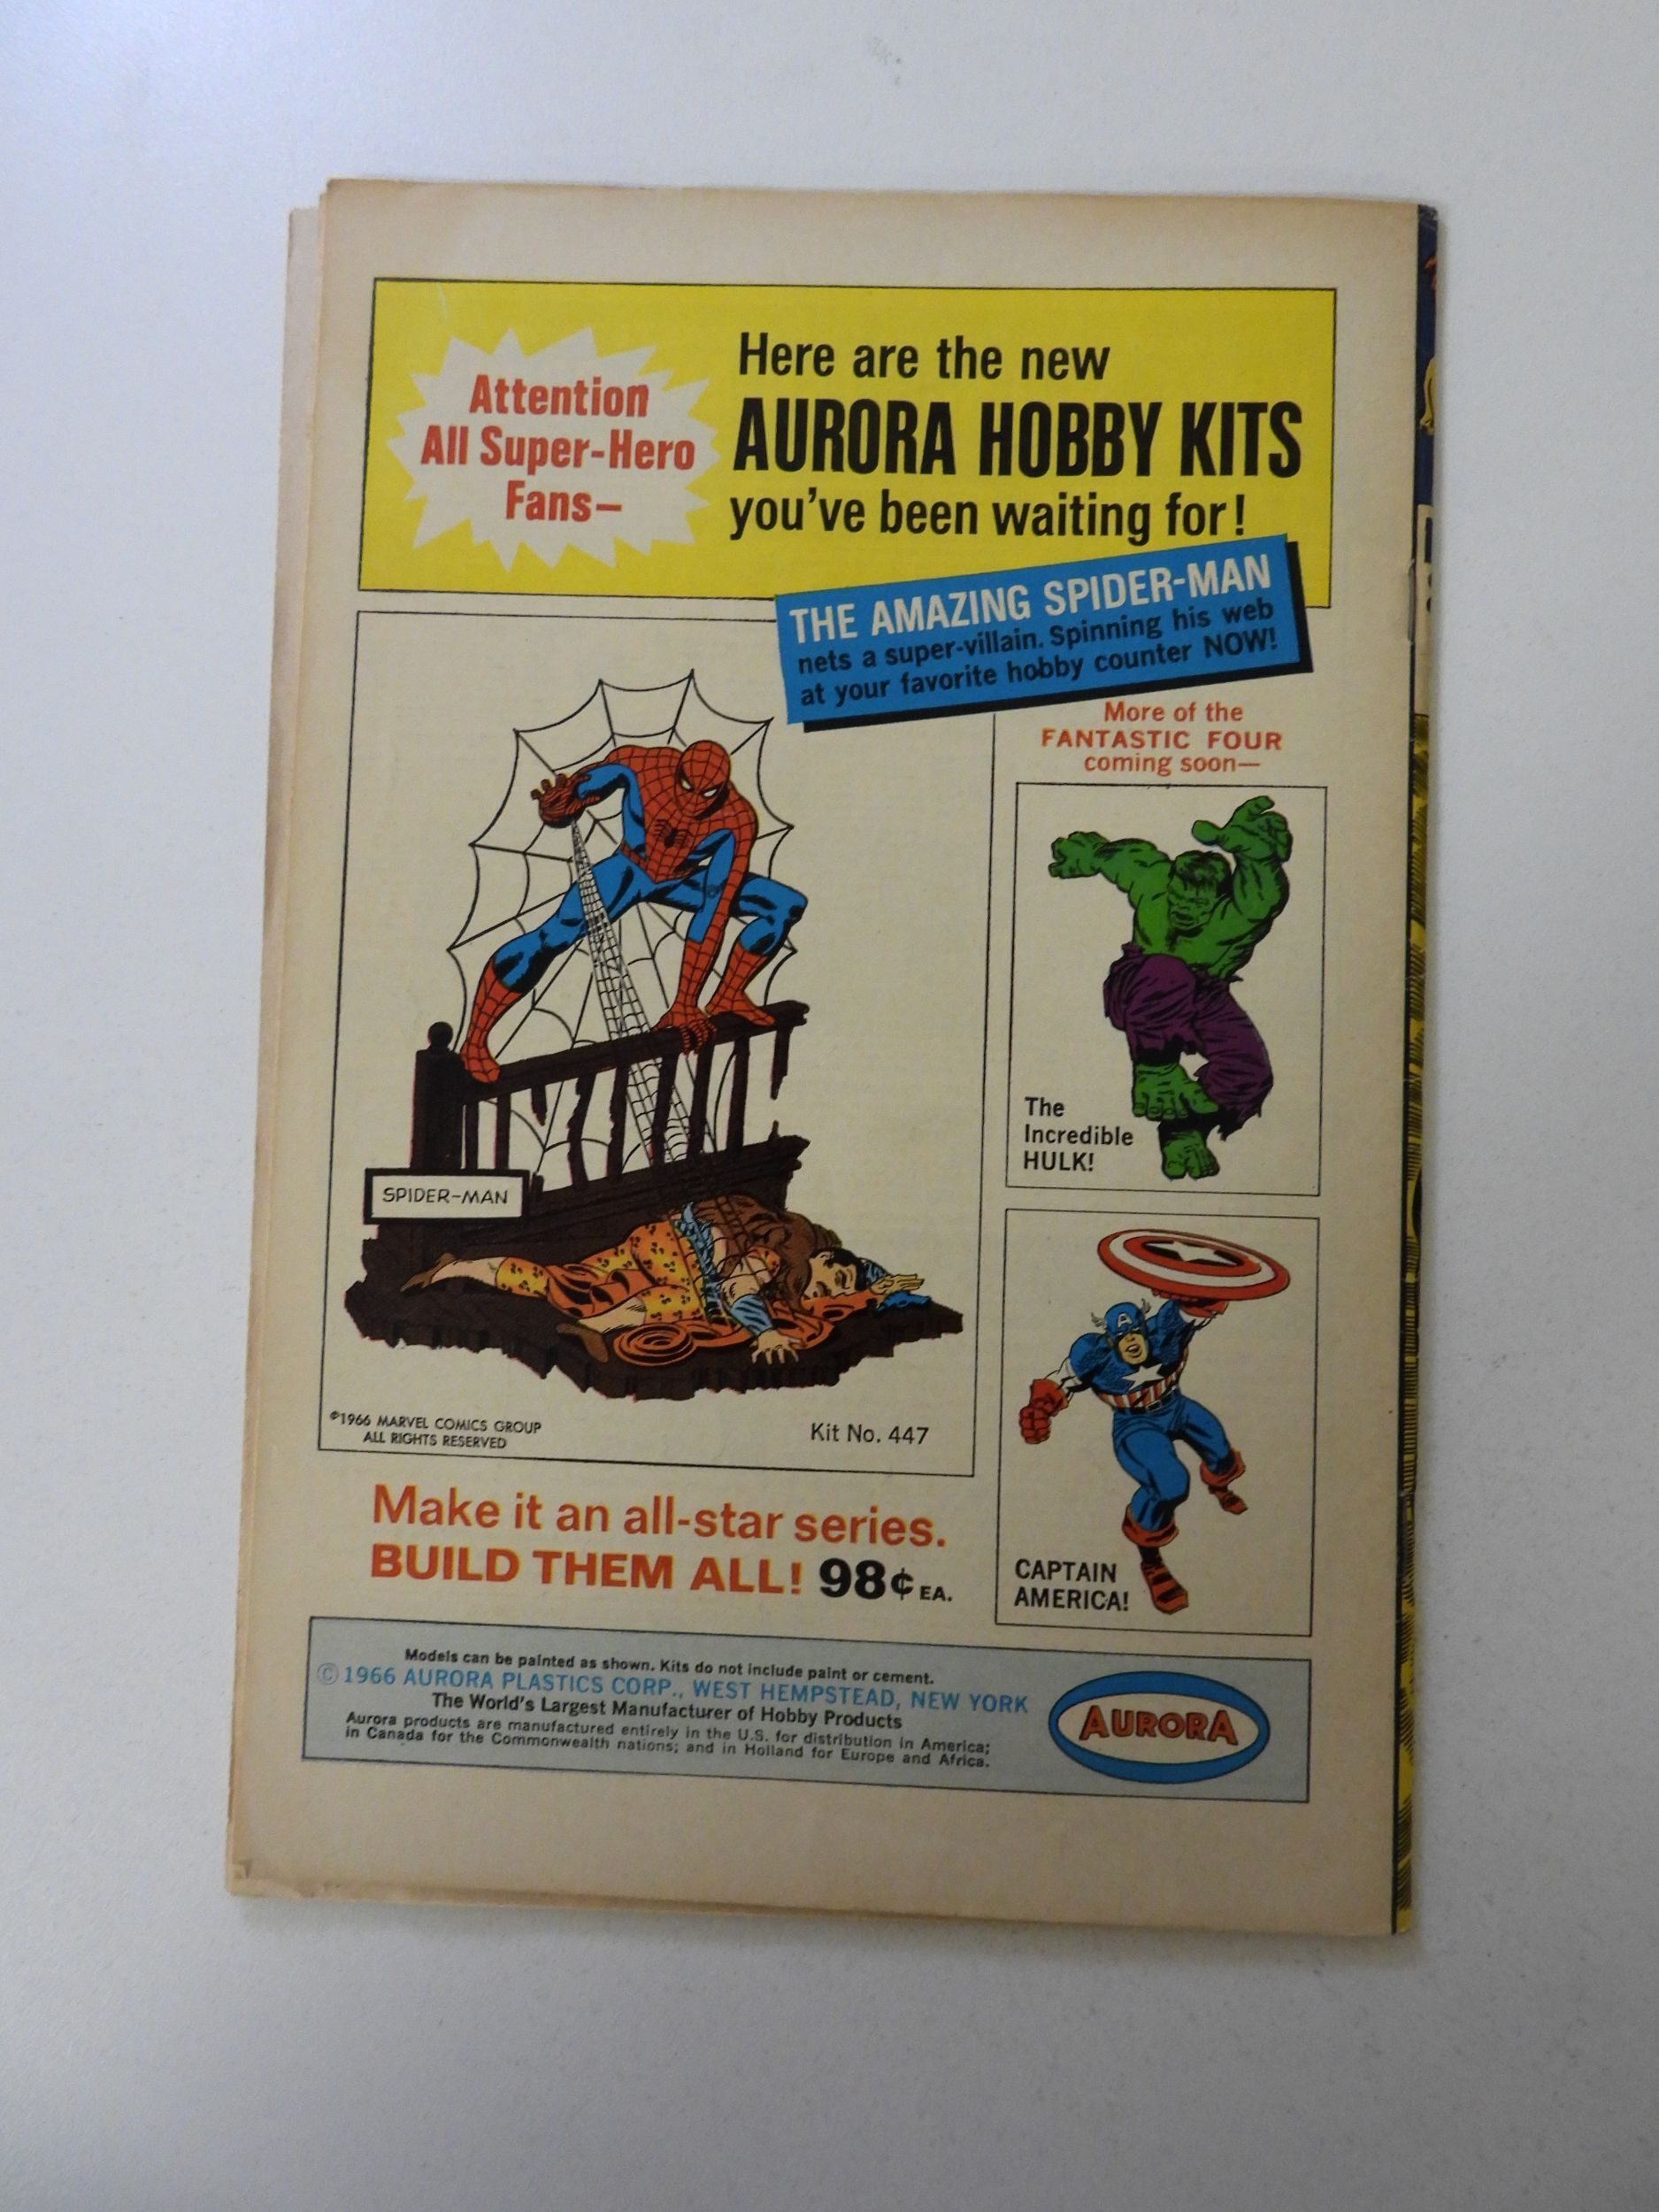 Attention
All Super-Hero
Fans—
Here are the new
AURORA HOBBY KITS
you've been waiting for!
THE AMAZING SPIDER-MAN
nets a super-villain. Spinning his web
at your favorite hobby counter NOW!
SPIDER-MAN
©1966 MARVEL COMICS GROUP
ALL RIGHTS RESERVED
Kit No. 447
More of the
FANTASTIC FOUR
coming soon—
The
Incredible
HULK!
A
CAPTAIN
AMERICA!
Make it an all-star series.
BUILD THEM ALL! 98¢ EA.
Models can be painted as shown. Kits do not include paint or cement.
©1966 AURORA PLASTICS CORP., WEST HEMPSTEAD, NEW YORK
The World's Largest Manufacturer of Hobby Products
Aurora products are manufactured entirely in the U.S. for distribution in America;
in Canada for the Commonwealth nations; and in Holland for Europe and Africa.
AURORA